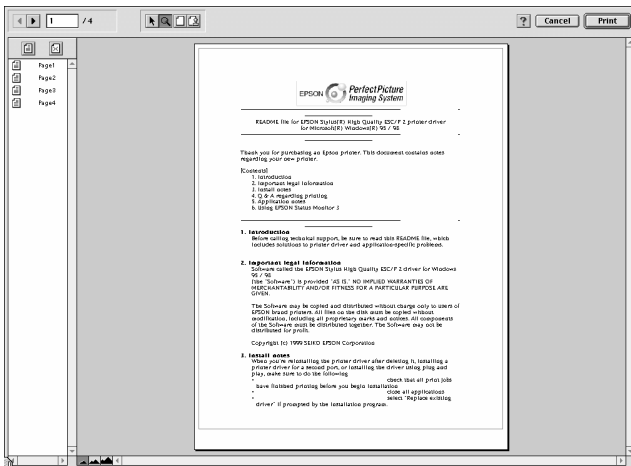 1 / 4
? Cancel Print
Page1
Page2
Page3
Page4
EPSON PerfectPicture
Imaging System
README file for EPSON Stylus(R) High Quality ESC/P 2 printer driver
for Microsoft(R) Windows(R) 95 / 98
Thank you for purchasing an Epson printer. This document contains notes
regarding your new printer.
[Contents]
1. Introduction
2. Important legal information
3. Install notes
4. Q & A regarding printing
5. Application notes
6. Using EPSON Status Monitor 3
1. Introduction
Before calling technical support, be sure to read this README file, which
includes solutions to printer driver and application-specific problems.
2. Important legal information
Software called the EPSON Stylus High Quality ESC/P 2 driver for Windows
95 / 98
(the "Software") is provided "AS IS." NO IMPLIED WARRANTIES OF
MERCHANTABILITY AND/OR FITNESS FOR A PARTICULAR PURPOSE ARE
GIVEN.
The Software may be copied and distributed without charge only to users of
EPSON brand printers. All files on the disk must be copied without
modification, including all proprietary marks and notices. All components
of the Software must be distributed together. The Software may not be
distributed for profit.
Copyright (c) 1999 SEIKO EPSON Corporation
3. Install notes
When you're reinstalling the printer driver after deleting it, installing a
printer driver for a second port, or installing the driver using plug and
play, make sure to do the following
* check that all print jobs
have finished printing before you begin installation
* close all applications
* select "Replace existing
driver" if prompted by the installation program.